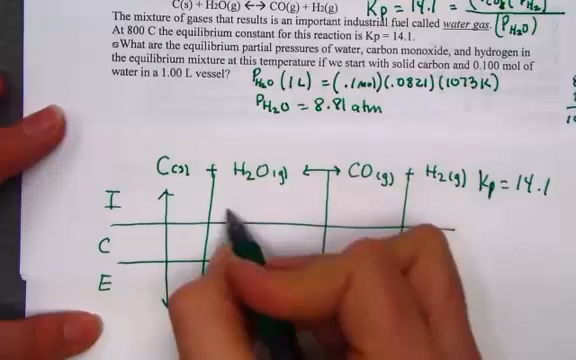 C(s) + H2O(g) ←→ CO(g) + H2(g)
Kp = 14.1 =
(PH2O)
The mixture of gases that results is an important industrial fuel called water gas.
At 800 C the equilibrium constant for this reaction is Kp = 14.1.
What are the equilibrium partial pressures of water, carbon monoxide, and hydrogen in
the equilibrium mixture at this temperature if we start with solid carbon and 0.100 mol of
water in a 1.00 L vessel?
PH2O (1 L) = (.1 mol)(.0821)(1073K)
PH2O = 8.81 atm
C(s) + H2O(g) ←→ CO(g) + H2(g) Kp = 14.1
I
C
E